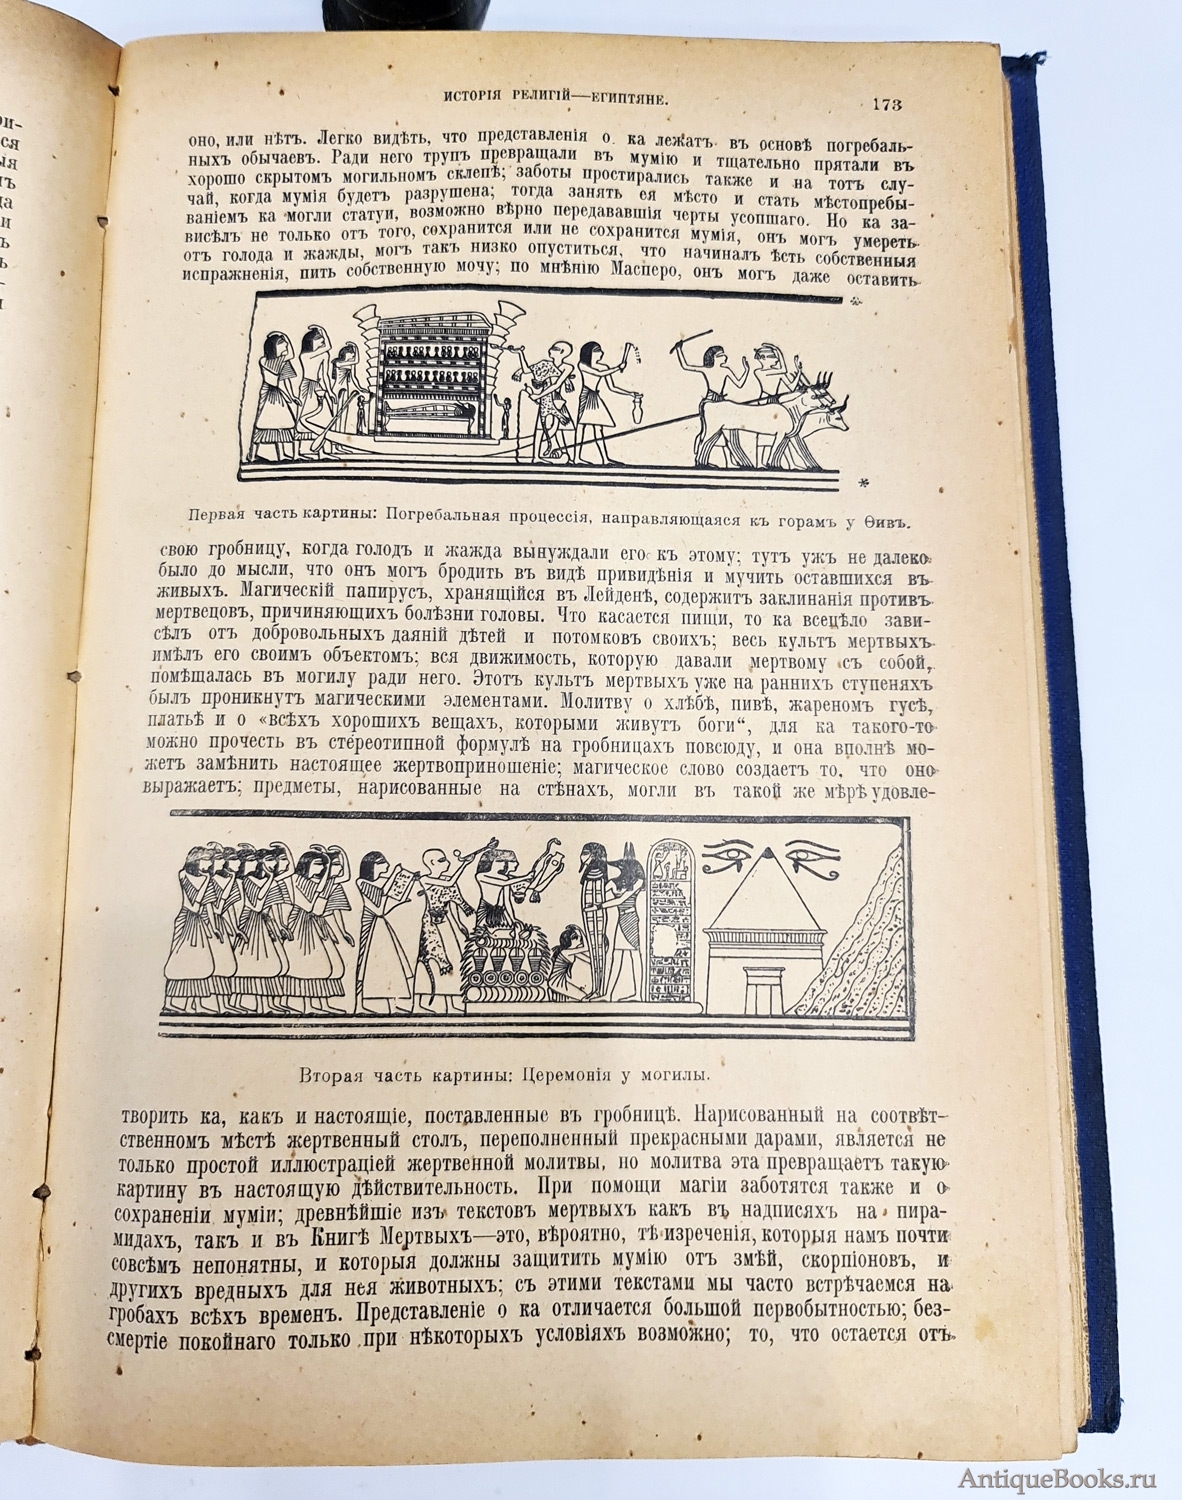 ИСТОРІЯ РЕЛИГІЙ—ЕГИПТЯНЕ.
173
оно, или нѣтъ. Легко видѣть, что представленія о ка лежатъ въ основѣ погребаль-
ныхъ обычаевъ. Ради него трупъ превращали въ мумію и тщательно прятали въ
хорошо скрытомъ могильномъ склепѣ; заботы простирались также и на тотъ слу-
чай, когда мумія будетъ разрушена; тогда занять ея мѣсто и стать мѣстопребы-
ваніемъ ка могли статуи, возможно вѣрно передававшія черты усопшаго. Но ка за-
висѣлъ не только отъ того, сохранится или не сохранится мумія, онъ могъ умереть
отъ голода и жажды, могъ такъ низко опуститься, что начиналъ ѣсть собственныя
испражненія, пить собственную мочу; по мнѣнію Масперо, онъ могъ даже оставить
Первая часть картины: Погребальная процессія, направляющаяся къ горамъ у Ѳивъ.
свою гробницу, когда голодъ и жажда вынуждали его къ этому; тутъ ужъ не далеко
было до мысли, что онъ могъ бродить въ видѣ привидѣнія и мучить оставшихся въ
живыхъ. Магическій папирусъ, хранящійся въ Лейденѣ, содержитъ заклинанія противъ
мертвецовъ, причиняющихъ болѣзни головы. Что касается пищи, то ка всецѣло зави-
сѣлъ отъ добровольныхъ даяній дѣтей и потомковъ своихъ; весь культъ мертвыхъ
имѣлъ его своимъ объектомъ; вся движимость, которую давали мертвому съ собой,
помѣщалась въ могилу ради него. Этотъ культъ мертвыхъ уже на раннихъ ступеняхъ
былъ проникнутъ магическими элементами. Молитву о хлѣбѣ, пивѣ, жареномъ гусѣ,
платьѣ и о «всѣхъ хорошихъ вещахъ, которыми живутъ боги“, для ка такого-то
можно прочесть въ стереотипной формулѣ на гробницахъ повсюду, и она вполнѣ мо-
жетъ замѣнить настоящее жертвоприношеніе; магическое слово создаетъ то, что оно
выражаетъ; предметы, нарисованные на стѣнахъ, могли въ такой же мѣрѣ удовле-
Вторая часть картины: Церемонія у могилы.
творить ка, какъ и настоящіе, поставленные въ гробницѣ. Нарисованный на соотвѣт-
ственномъ мѣстѣ жертвенный столъ, переполненный прекрасными дарами, является не
только простой иллюстраціей жертвенной молитвы, но молитва эта превращаетъ такую
картину въ настоящую дѣйствительность. При помощи магіи заботятся также и о
сохраненіи муміи; древнѣйшіе изъ текстовъ мертвыхъ какъ въ надписяхъ на пира-
мидахъ, такъ и въ Книгѣ Мертвыхъ—это, вѣроятно, тѣ изреченія, которыя намъ почти
совсѣмъ непонятны, и которыя должны защитить мумію отъ змѣй, скорпіоновъ, и
другихъ вредныхъ для нея животныхъ; съ этими текстами мы часто встрѣчаемся на
гробахъ всѣхъ временъ. Представленіе о ка отличается большой первобытностью; без-
смертіе покойнаго только при нѣкоторыхъ условіяхъ возможно; то, что остается отъ
AntiqueBooks.ru